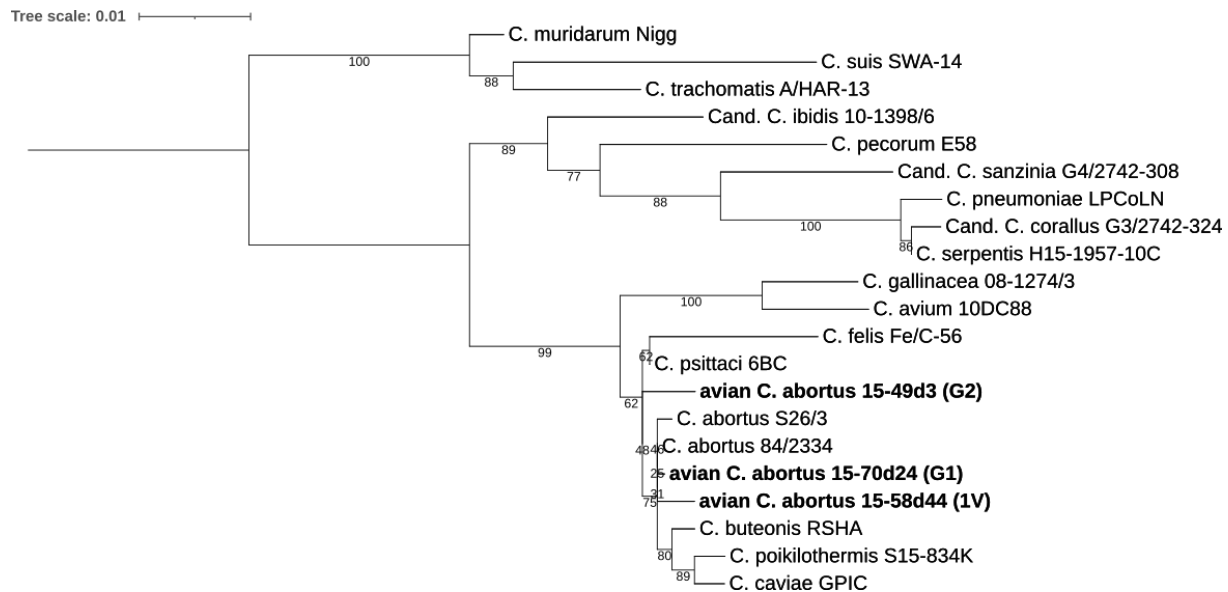 Tree scale: 0.01
C. muridarum Nigg
100
C. suis SWA-14
88
C. trachomatis A/HAR-13
Cand. C. ibidis 10-1398/6
89
C. pecorum E58
77
Cand. C. sanzinia G4/2742-308
88
C. pneumoniae LPCoLN
100
Cand. C. corallus G3/2742-324
86
C. serpentis H15-1957-10C
C. gallinacea 08-1274/3
100
C. avium 10DC88
C. felis Fe/C-56
99
62
C. psittaci 6BC
avian C. abortus 15-49d3 (G2)
62
C. abortus S26/3
48
46
C. abortus 84/2334
25
avian C. abortus 15-70d24 (G1)
31
75
avian C. abortus 15-58d44 (1V)
C. buteonis RSHA
80
C. poikilothermis S15-834K
89
C. caviae GPIC